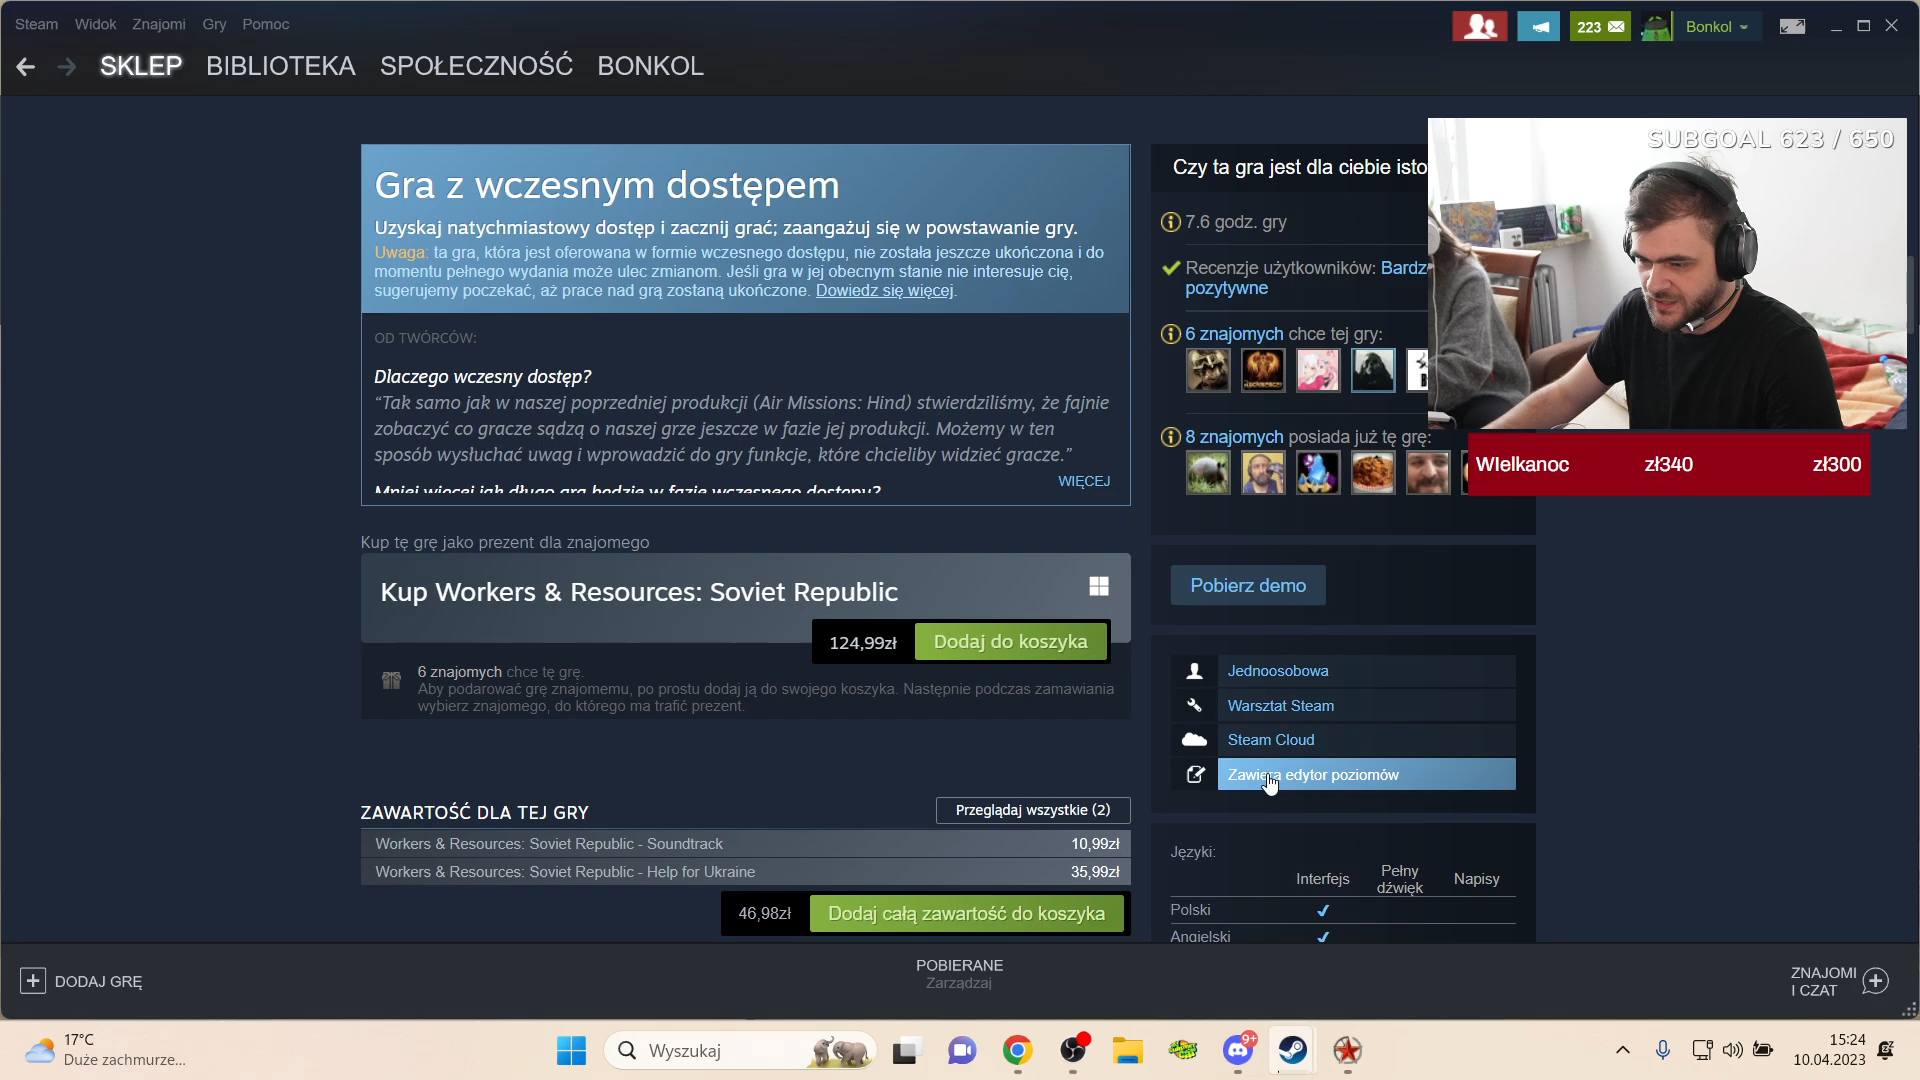 Steam Widok Znajomi Gry Pomoc
223
Bonkol
SKLEP BIBLIOTEKA SPOŁECZNOŚĆ BONKOL
SUBGOAL 623 / 650
Gra z wczesnym dostępem
Uzyskaj natychmiastowy dostęp i zacznij grać; zaangażuj się w powstawanie gry.
Uwaga: ta gra, która jest oferowana w formie wczesnego dostępu, nie została jeszcze ukończona i do
momentu pełnego wydania może ulec zmianom. Jeśli gra w jej obecnym stanie nie interesuje cię,
sugerujemy poczekać, aż prace nad grą zostaną ukończone. Dowiedz się więcej.
OD TWÓRCÓW:
Dlaczego wczesny dostęp?
“Tak samo jak w naszej poprzedniej produkcji (Air Missions: Hind) stwierdziliśmy, że fajnie
zobaczyć co gracze sądzą o naszej grze jeszcze w fazie jej produkcji. Możemy w ten
sposób wysłuchać uwag i wprowadzić do gry funkcje, które chcieliby widzieć gracze.”
WIĘCEJ
Mniej więcej jak długo gra będzie w fazie wczesnego dostępu?
Kup tę grę jako prezent dla znajomego
Kup Workers & Resources: Soviet Republic
124,99zł Dodaj do koszyka
6 znajomych chce tę grę.
Aby podarować grę znajomemu, po prostu dodaj ją do swojego koszyka. Następnie podczas zamawiania
wybierz znajomego, do którego ma trafić prezent.
ZAWARTOŚĆ DLA TEJ GRY Przeglądaj wszystkie (2)
Workers & Resources: Soviet Republic - Soundtrack 10,99zł
Workers & Resources: Soviet Republic - Help for Ukraine 35,99zł
46,98zł Dodaj całą zawartość do koszyka
Czy ta gra jest dla ciebie isto
7.6 godz. gry
Recenzje użytkowników: Bardz
pozytywne
6 znajomych chce tej gry:
8 znajomych posiada już tę grę:
WIelkanoc zł340 zł300
Pobierz demo
Jednoosobowa
Warsztat Steam
Steam Cloud
Zawiera edytor poziomów
Języki:
Interfejs Pełny dźwięk Napisy
Polski
Angielski
DODAJ GRĘ
POBIERANE
Zarządzaj
ZNAJOMI
I CZAT
17°C
Duże zachmurze...
Wyszukaj
9+
15:24
10.04.2023